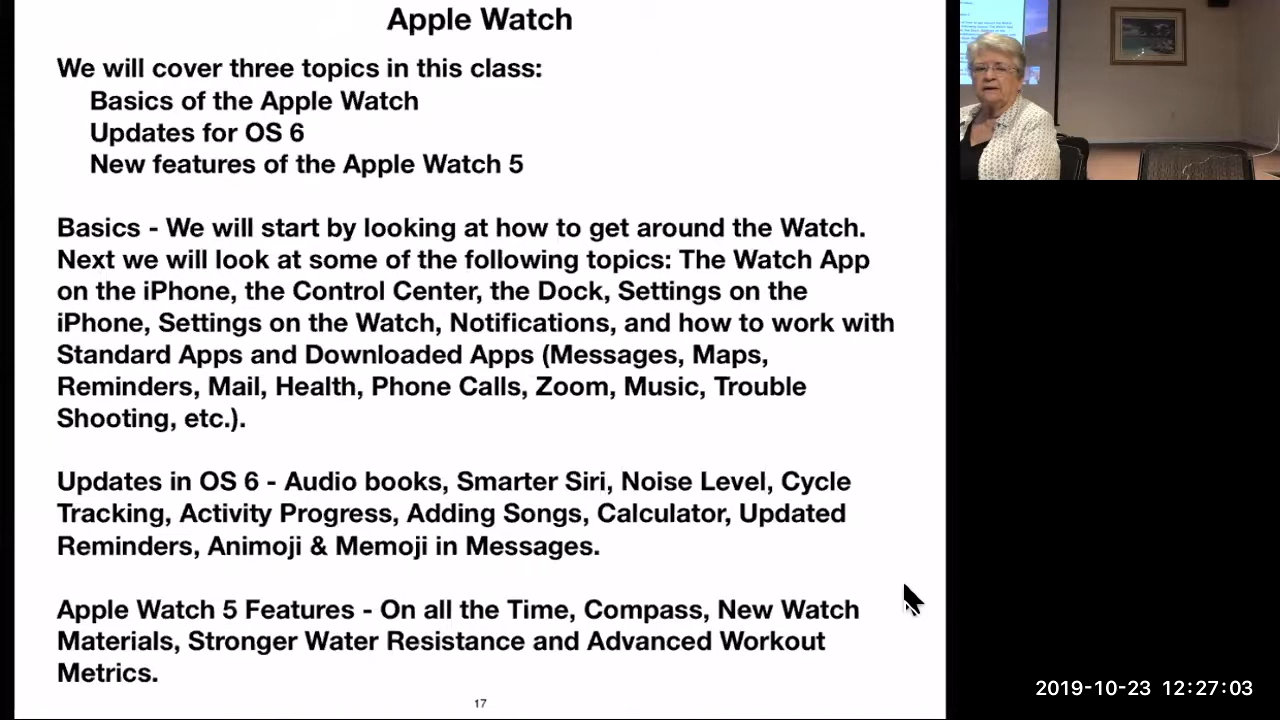 Apple Watch
We will cover three topics in this class:
Basics of the Apple Watch
Updates for OS 6
New features of the Apple Watch 5
Basics - We will start by looking at how to get around the Watch.
Next we will look at some of the following topics: The Watch App
on the iPhone, the Control Center, the Dock, Settings on the
iPhone, Settings on the Watch, Notifications, and how to work with
Standard Apps and Downloaded Apps (Messages, Maps,
Reminders, Mail, Health, Phone Calls, Zoom, Music, Trouble
Shooting, etc.).
Updates in OS 6 - Audio books, Smarter Siri, Noise Level, Cycle
Tracking, Activity Progress, Adding Songs, Calculator, Updated
Reminders, Animoji & Memoji in Messages.
Apple Watch 5 Features - On all the Time, Compass, New Watch
Materials, Stronger Water Resistance and Advanced Workout
Metrics.
17
2019-10-23 12:27:03